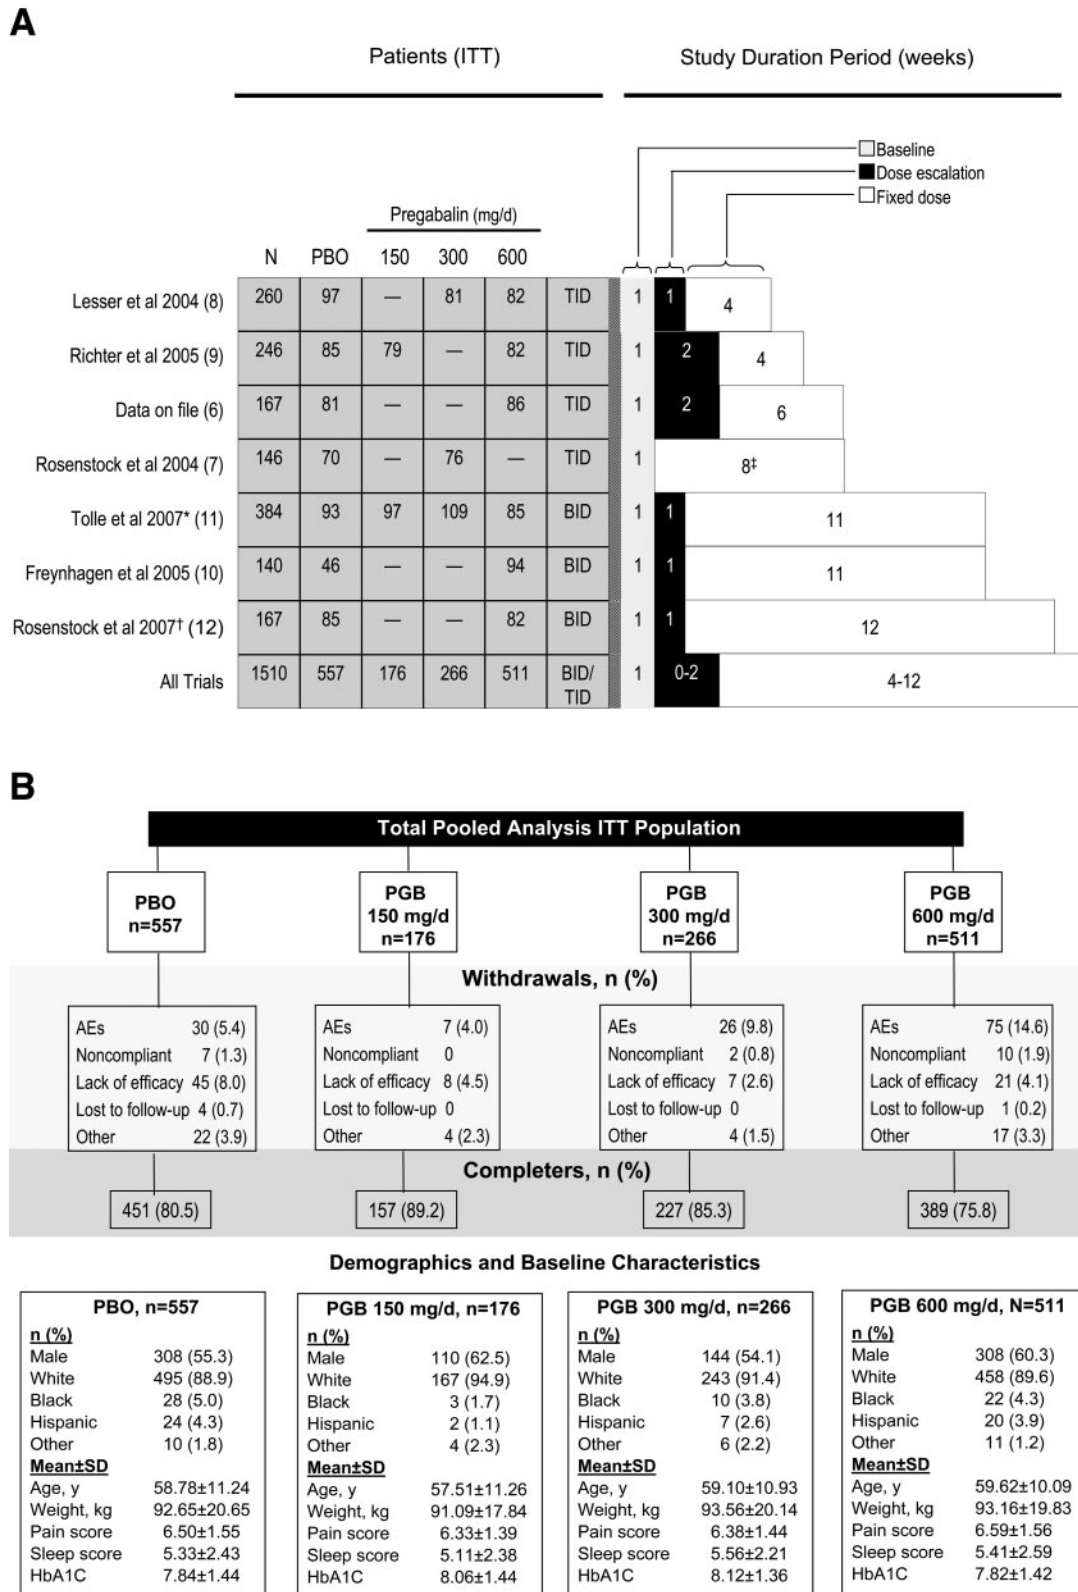 A
Patients (ITT)
Study Duration Period (weeks)
Baseline
Dose escalation
Fixed dose
Pregabalin (mg/d)
N PBO 150 300 600
Lesser et al 2004 (8) 260 97 — 81 82 TID 1 1 4
Richter et al 2005 (9) 246 85 79 — 82 TID 1 2 4
Data on file (6) 167 81 — — 86 TID 1 2 6
Rosenstock et al 2004 (7) 146 70 — 76 — TID 1 8‡
Tolle et al 2007* (11) 384 93 97 109 85 BID 1 1 11
Freynhagen et al 2005 (10) 140 46 — — 94 BID 1 1 11
Rosenstock et al 2007† (12) 167 85 — — 82 BID 1 1 12
All Trials 1510 557 176 266 511 BID/ TID 1 0-2 4-12
B
Total Pooled Analysis ITT Population
PBO
n=557
PGB
150 mg/d
n=176
PGB
300 mg/d
n=266
PGB
600 mg/d
n=511
Withdrawals, n (%)
AEs 30 (5.4)
Noncompliant 7 (1.3)
Lack of efficacy 45 (8.0)
Lost to follow-up 4 (0.7)
Other 22 (3.9)
AEs 7 (4.0)
Noncompliant 0
Lack of efficacy 8 (4.5)
Lost to follow-up 0
Other 4 (2.3)
AEs 26 (9.8)
Noncompliant 2 (0.8)
Lack of efficacy 7 (2.6)
Lost to follow-up 0
Other 4 (1.5)
AEs 75 (14.6)
Noncompliant 10 (1.9)
Lack of efficacy 21 (4.1)
Lost to follow-up 1 (0.2)
Other 17 (3.3)
Completers, n (%)
451 (80.5) 157 (89.2) 227 (85.3) 389 (75.8)
Demographics and Baseline Characteristics
PBO, n=557
n (%)
Male 308 (55.3)
White 495 (88.9)
Black 28 (5.0)
Hispanic 24 (4.3)
Other 10 (1.8)
Mean±SD
Age, y 58.78±11.24
Weight, kg 92.65±20.65
Pain score 6.50±1.55
Sleep score 5.33±2.43
HbA1C 7.84±1.44
PGB 150 mg/d, n=176
n (%)
Male 110 (62.5)
White 167 (94.9)
Black 3 (1.7)
Hispanic 2 (1.1)
Other 4 (2.3)
Mean±SD
Age, y 57.51±11.26
Weight, kg 91.09±17.84
Pain score 6.33±1.39
Sleep score 5.11±2.38
HbA1C 8.06±1.44
PGB 300 mg/d, n=266
n (%)
Male 144 (54.1)
White 243 (91.4)
Black 10 (3.8)
Hispanic 7 (2.6)
Other 6 (2.2)
Mean±SD
Age, y 59.10±10.93
Weight, kg 93.56±20.14
Pain score 6.38±1.44
Sleep score 5.56±2.21
HbA1C 8.12±1.36
PGB 600 mg/d, N=511
n (%)
Male 308 (60.3)
White 458 (89.6)
Black 22 (4.3)
Hispanic 20 (3.9)
Other 11 (1.2)
Mean±SD
Age, y 59.62±10.09
Weight, kg 93.16±19.83
Pain score 6.59±1.56
Sleep score 5.41±2.59
HbA1C 7.82±1.42